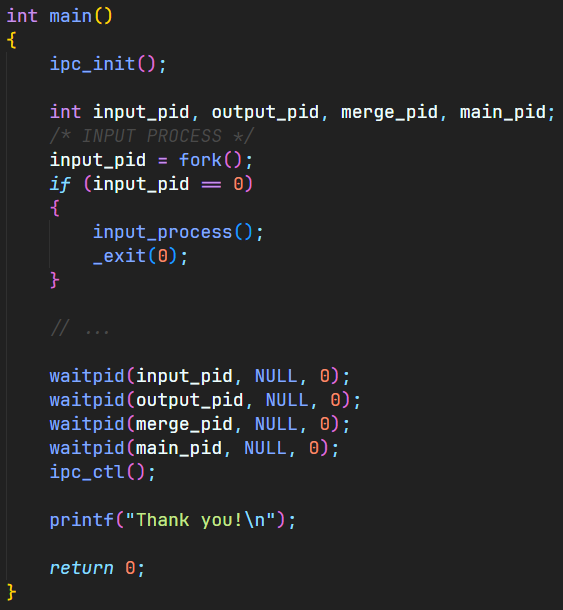 int main()
{
    ipc_init();

    int input_pid, output_pid, merge_pid, main_pid;
    /* INPUT PROCESS */
    input_pid = fork();
    if (input_pid == 0)
    {
        input_process();
        _exit(0);
    }

    // ...

    waitpid(input_pid, NULL, 0);
    waitpid(output_pid, NULL, 0);
    waitpid(merge_pid, NULL, 0);
    waitpid(main_pid, NULL, 0);
    ipc_ctl();

    printf("Thank you!\n");

    return 0;
}